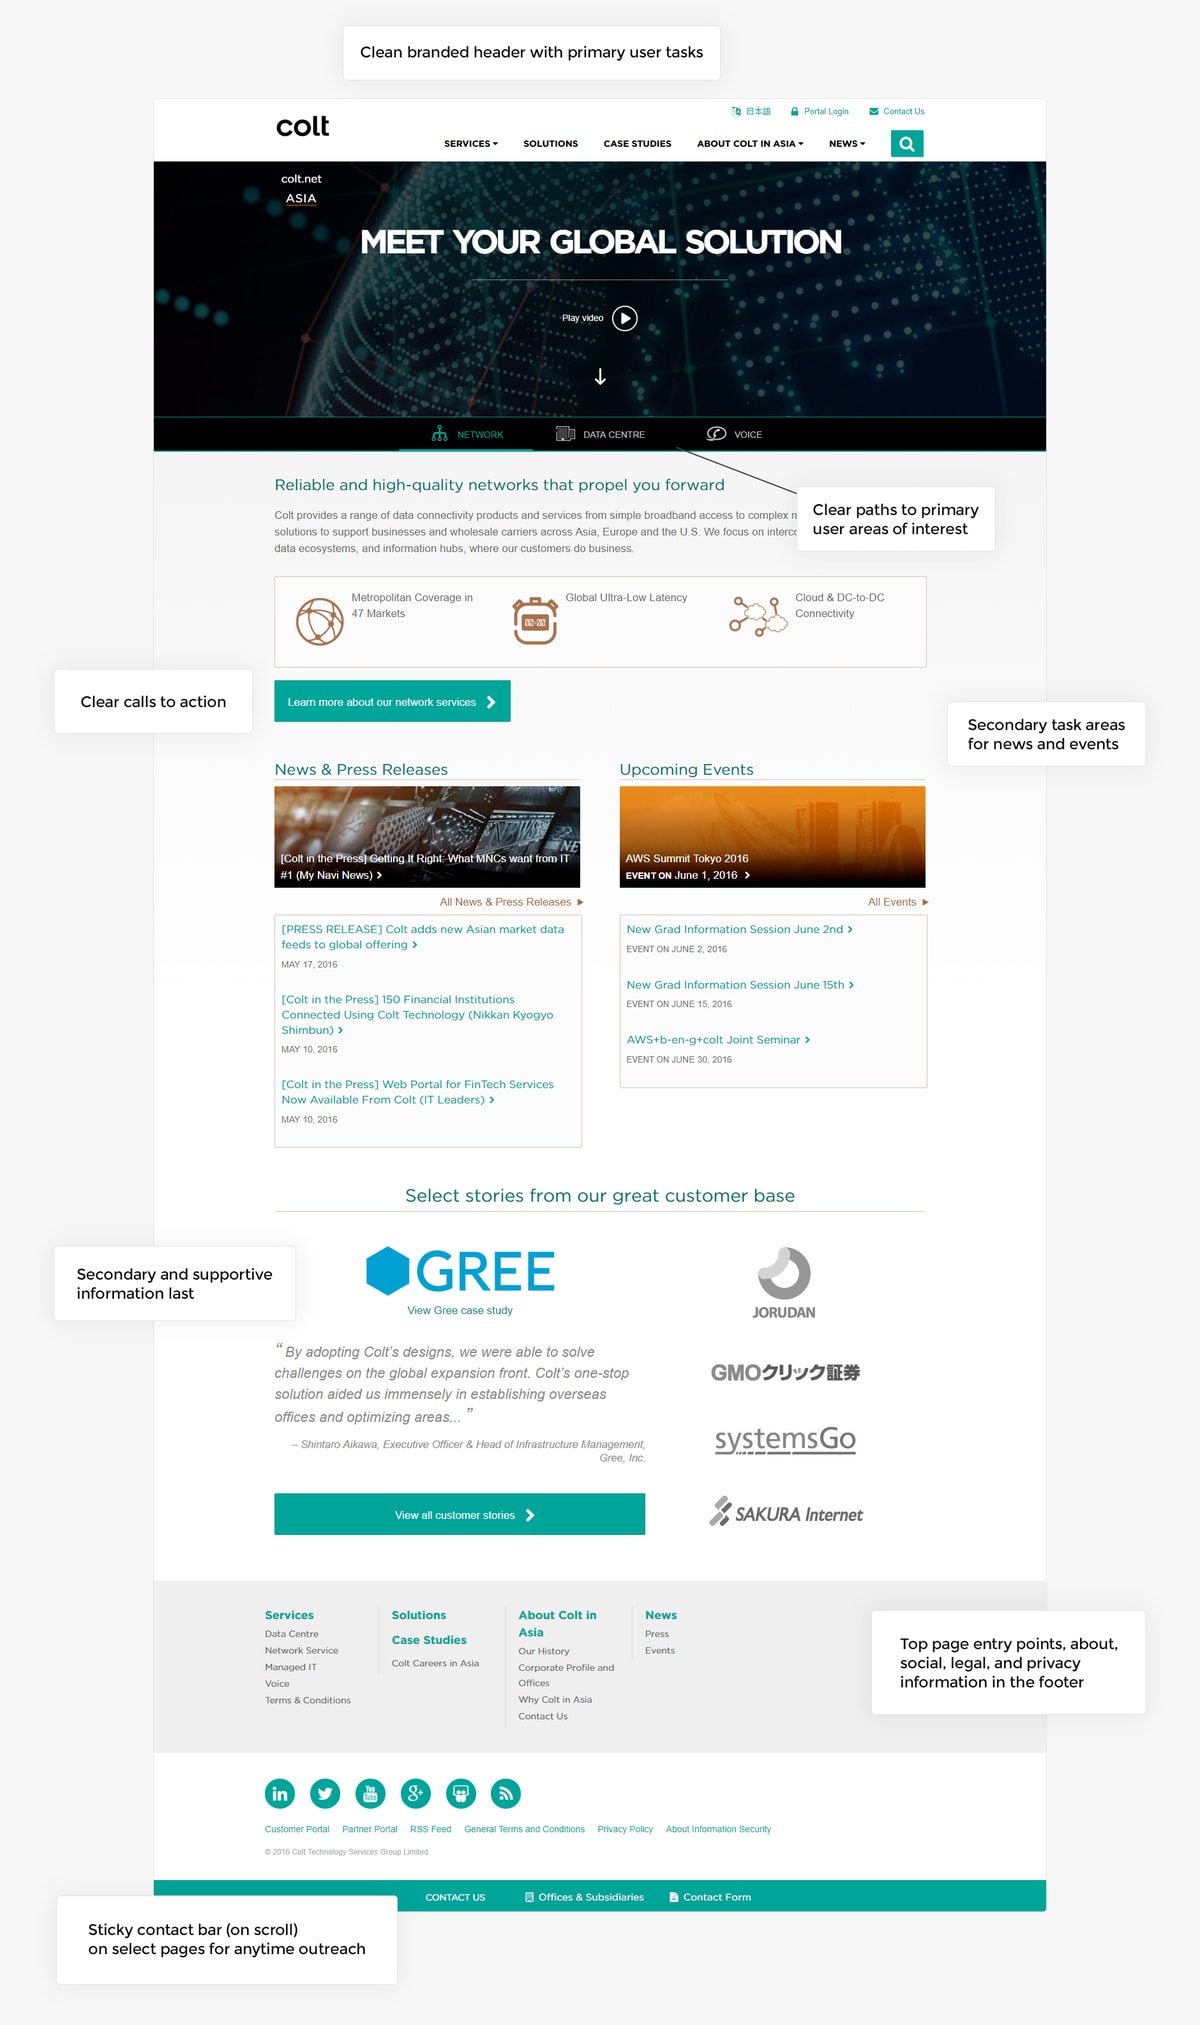 Clean branded header with primary user tasks
日本語 Portal Login Contact Us
colt
SERVICES SOLUTIONS CASE STUDIES ABOUT COLT IN ASIA NEWS
colt.net
ASIA
MEET YOUR GLOBAL SOLUTION
Play video
NETWORK DATA CENTRE VOICE
Clear paths to primary
user areas of interest
Reliable and high-quality networks that propel you forward
Colt provides a range of data connectivity products and services from simple broadband access to complex
solutions to support businesses and wholesale carriers across Asia, Europe and the U.S. We focus on
data ecosystems, and information hubs, where our customers do business.
Metropolitan Coverage in
47 Markets
00:00
Global Ultra-Low Latency
Cloud & DC-to-DC
Connectivity
Clear calls to action
Learn more about our network services
Secondary task areas
for news and events
News & Press Releases
[Colt in the Press] Getting It Right: What MNCs want from IT
#1 (My Navi News)
All News & Press Releases
[PRESS RELEASE] Colt adds new Asian market data
feeds to global offering
MAY 17, 2016
[Colt in the Press] 150 Financial Institutions
Connected Using Colt Technology (Nikkan Kyogyo
Shimbun)
MAY 10, 2016
[Colt in the Press] Web Portal for FinTech Services
Now Available From Colt (IT Leaders)
MAY 10, 2016
Upcoming Events
AWS Summit Tokyo 2016
EVENT ON June 1, 2016
All Events
New Grad Information Session June 2nd
EVENT ON JUNE 2, 2016
New Grad Information Session June 15th
EVENT ON JUNE 15, 2016
AWS+b-en-g+colt Joint Seminar
EVENT ON JUNE 30, 2016
Select stories from our great customer base
Secondary and supportive
information last
GREE
View Gree case study
“ By adopting Colt's designs, we were able to solve
challenges on the global expansion front. Colt's one-stop
solution aided us immensely in establishing overseas
offices and optimizing areas... ”
– Shintaro Aikawa, Executive Officer & Head of Infrastructure Management,
Gree, Inc.
View all customer stories
JORUDAN
GMOクリック証券
systemsGo
SAKURA Internet
Services
Data Centre
Network Service
Managed IT
Voice
Terms & Conditions
Solutions
Case Studies
Colt Careers in Asia
About Colt in
Asia
Our History
Corporate Profile and
Offices
Why Colt in Asia
Contact Us
News
Press
Events
Top page entry points, about,
social, legal, and privacy
information in the footer
in You Tube g+
Customer Portal Partner Portal RSS Feed General Terms and Conditions Privacy Policy About Information Security
© 2016 Colt Technology Services Group Limited
CONTACT US Offices & Subsidiaries Contact Form
Sticky contact bar (on scroll)
on select pages for anytime outreach